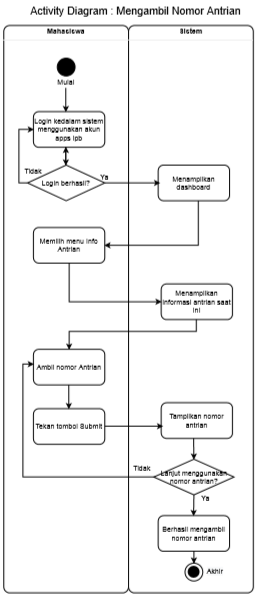 Activity Diagram : Mengambil Nomor Antrian
Mahasiswa
Sistem
Mulai
Login kedalam sistem
menggunakan akun
apps ipb
Tidak
Login berhasil?
Ya
Menampilkan
dashboard
Memilih menu info
Antrian
Menampilkan
informasi antrian saat
ini
Ambil nomor Antrian
Tekan tombol Submit
Tampilkan nomor
antrian
Tidak
Lanjut menggunakan
nomor antrian?
Ya
Berhasil mengambil
nomor antrian
Akhir